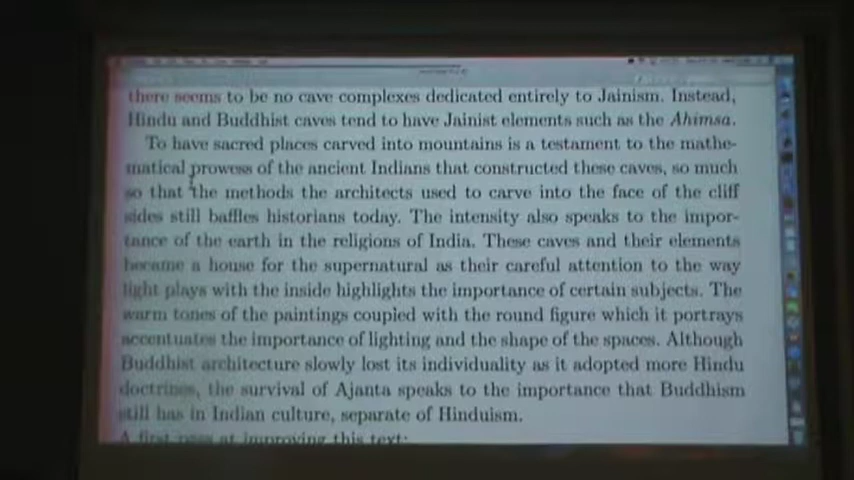 there seems to be no cave complexes dedicated entirely to Jainism. Instead,
Hindu and Buddhist caves tend to have Jainist elements such as the Ahimsa.
To have sacred places carved into mountains is a testament to the mathe-
matical prowess of the ancient Indians that constructed these caves, so much
so that the methods the architects used to carve into the face of the cliff
sides still baffles historians today. The intensity also speaks to the impor-
tance of the earth in the religions of India. These caves and their elements
became a house for the supernatural as their careful attention to the way
light plays with the inside highlights the importance of certain subjects. The
warm tones of the paintings coupled with the round figure which it portrays
accentuates the importance of lighting and the shape of the spaces. Although
Buddhist architecture slowly lost its individuality as it adopted more Hindu
doctrines, the survival of Ajanta speaks to the importance that Buddhism
still has in Indian culture, separate of Hinduism.
A first pass at improving this text: